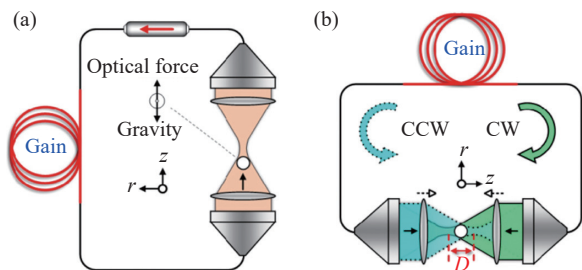 (a)
Optical force
Gravity
Gain
z
r
(b)
Gain
CCW
CW
r
z
D